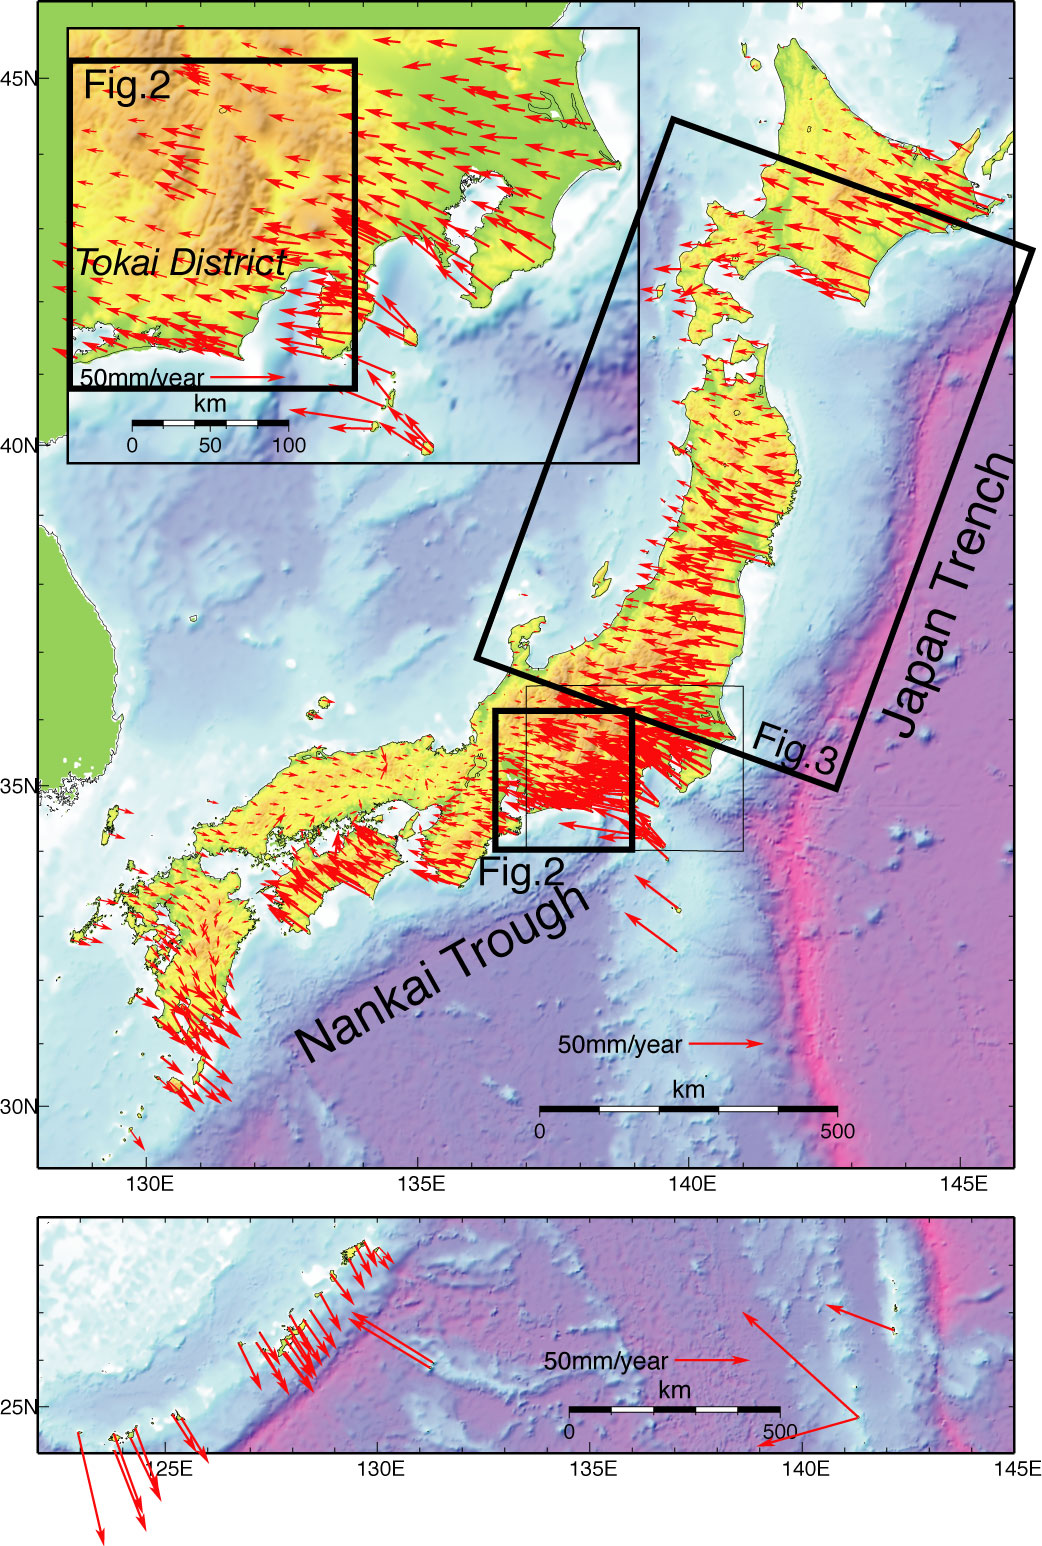 45N
Fig.2
Tokai District
50mm/year
km
0 50 100
40N
Japan Trench
Fig.3
35N
Fig.2
Nankai Trough
50mm/year
km
0 500
30N
130E 135E 140E 145E
50mm/year
km
0 500
25N
125E 130E 135E 140E 145E